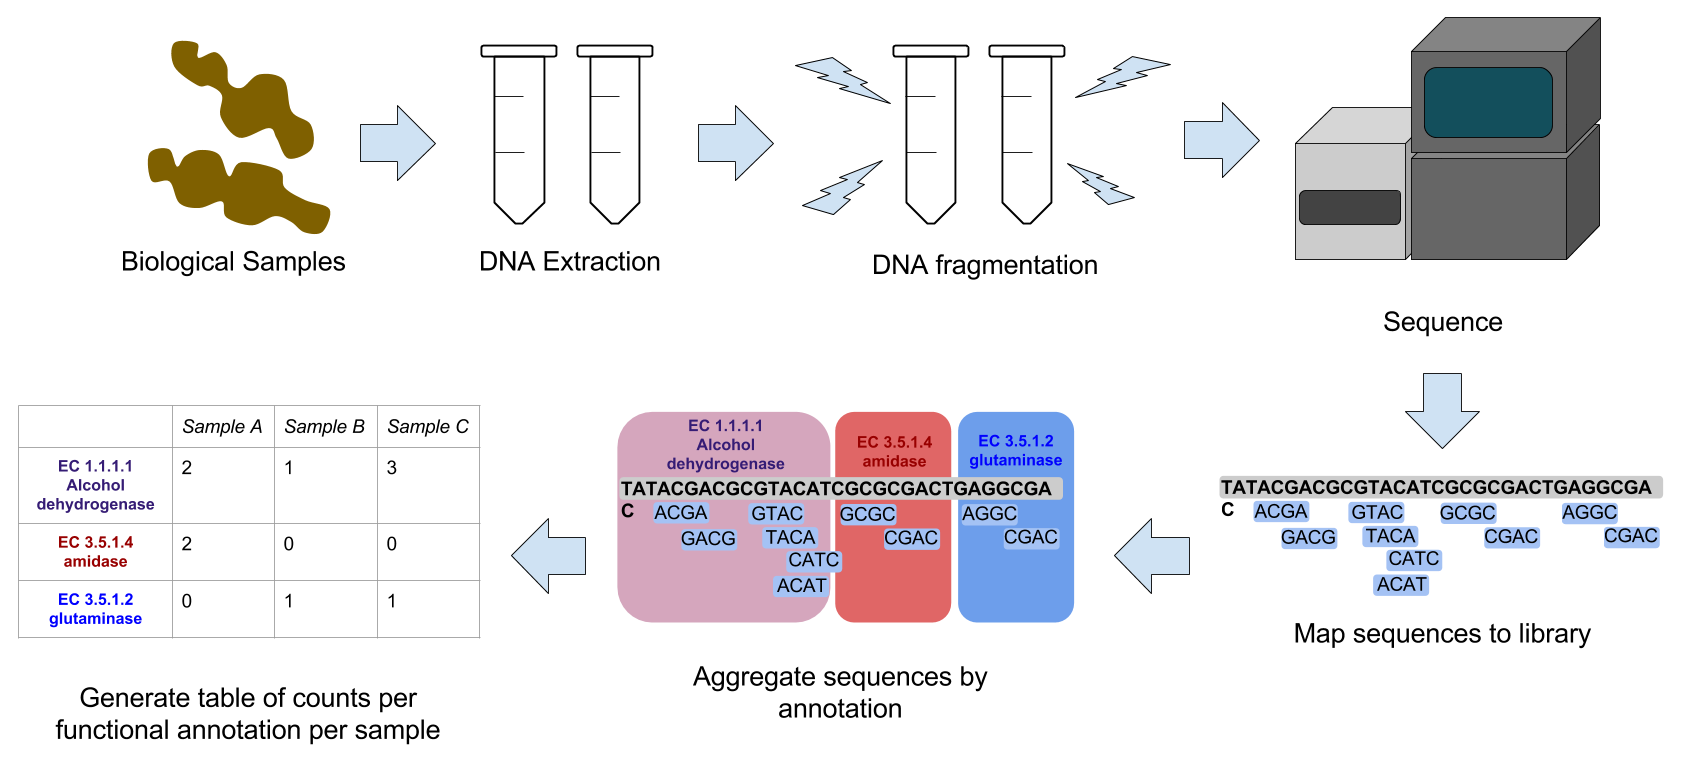 Biological Samples
DNA Extraction
DNA fragmentation
Sequence
TATACGACGCGTACATCGCGCGACTGAGGCGA
C ACGA GTAC GCGC AGGC
GACG TACA CGAC CGAC
CATC
ACAT
Map sequences to library
EC 1.1.1.1
Alcohol
dehydrogenase
EC 3.5.1.4
amidase
EC 3.5.1.2
glutaminase
TATACGACGCGTACATCGCGCGACTGAGGCGA
C ACGA GTAC GCGC AGGC
GACG TACA CGAC CGAC
CATC
ACAT
Aggregate sequences by
annotation
Sample A Sample B Sample C
EC 1.1.1.1
Alcohol
dehydrogenase
2 1 3
EC 3.5.1.4
amidase
2 0 0
EC 3.5.1.2
glutaminase
0 1 1
Generate table of counts per
functional annotation per sample